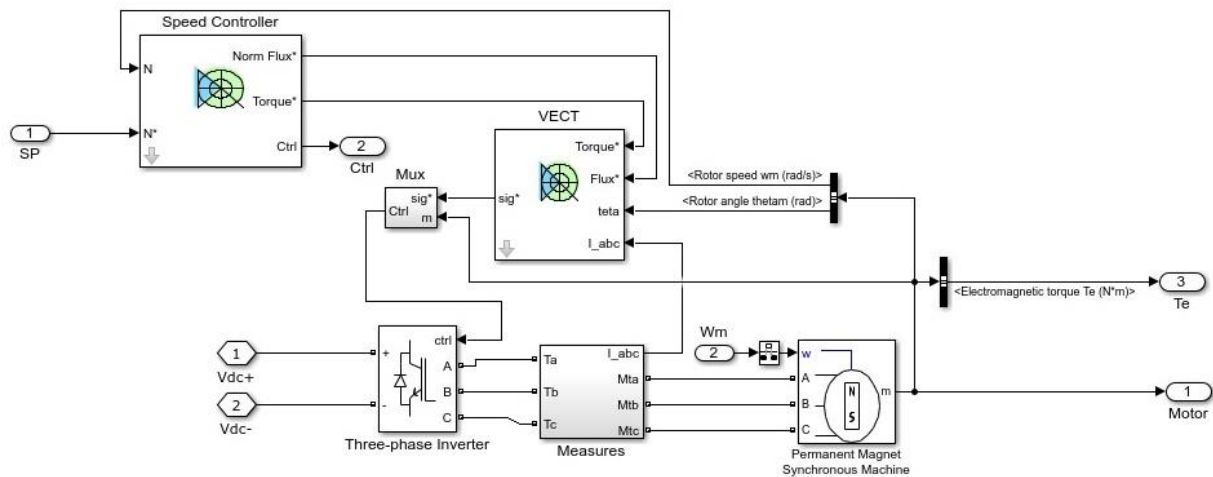 Speed Controller
N
Norm Flux*
Torque*
N*
Ctrl
1
SP
2
Ctrl
VECT
Torque*
Flux*
sig*
teta
I_abc
Mux
sig*
Ctrl
m
<Rotor speed wm (rad/s)>
<Rotor angle thetam (rad)>
<Electromagnetic torque Te (N*m)>
3
Te
1
Vdc+
2
Vdc-
ctrl
+
A
B
-
C
Three-phase Inverter
I_abc
Ta
Mta
Tb
Mtb
Tc
Mtc
Measures
Wm
2
w
A
N
m
B
S
C
Permanent Magnet
Synchronous Machine
1
Motor